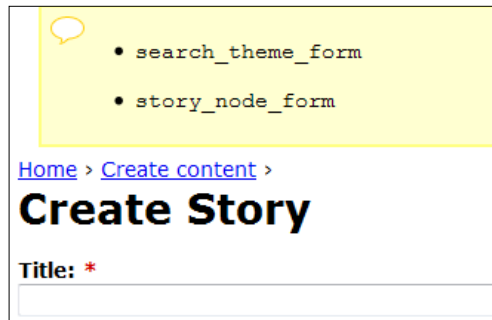 • search_theme_form
• story_node_form
Home › Create content ›
Create Story
Title: *